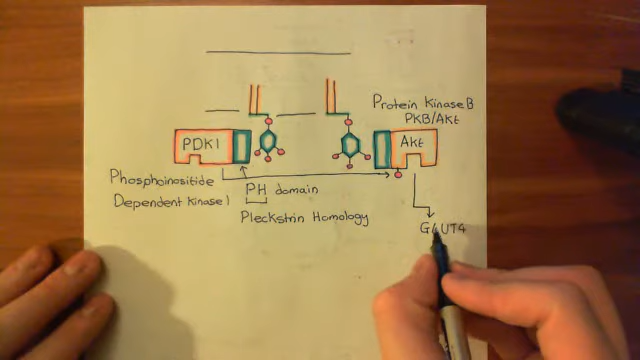 Protein Kinase B
PKB/Akt
PDK1
Akt
Phosphoinositide
Dependent Kinase 1
PH domain
Pleckstrin Homology
GLUT4